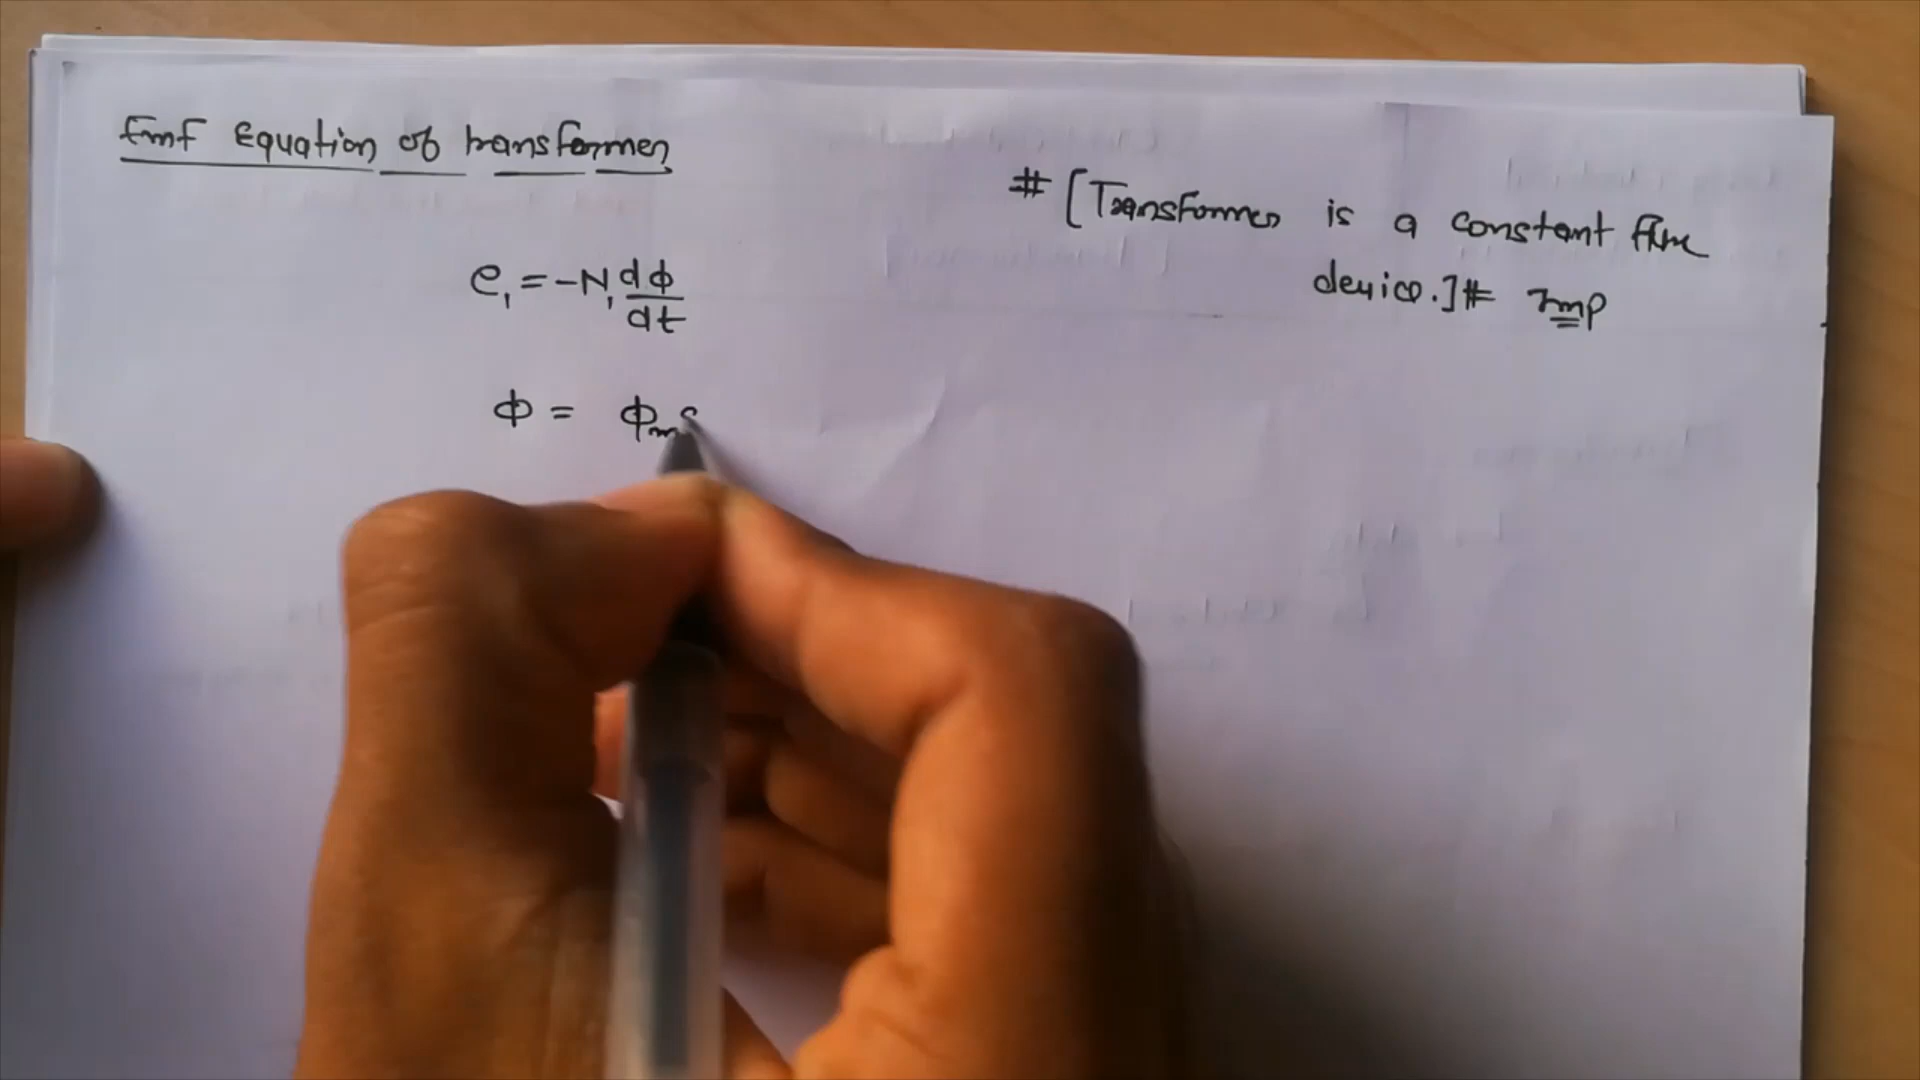 Emf Equation of transformer
# [Transformer is a constant flux
device.] # Imp
e₁ = -N₁ dϕ/dt
ϕ = ϕₘ s